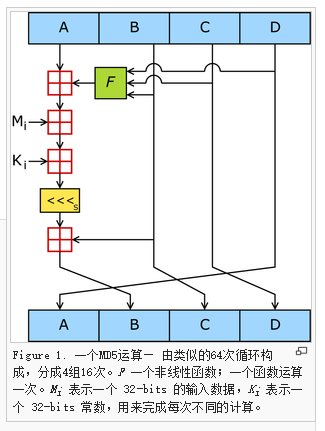 A B C D
F
Mi
Ki
<<<s
A B C D
Figure 1. 一个MD5运算— 由类似的64次循环构
成，分成4组16次。F 一个非线性函数；一个函数运算
一次。Mi 表示一个 32-bits 的输入数据，Ki 表示一
个 32-bits 常数，用来完成每次不同的计算。